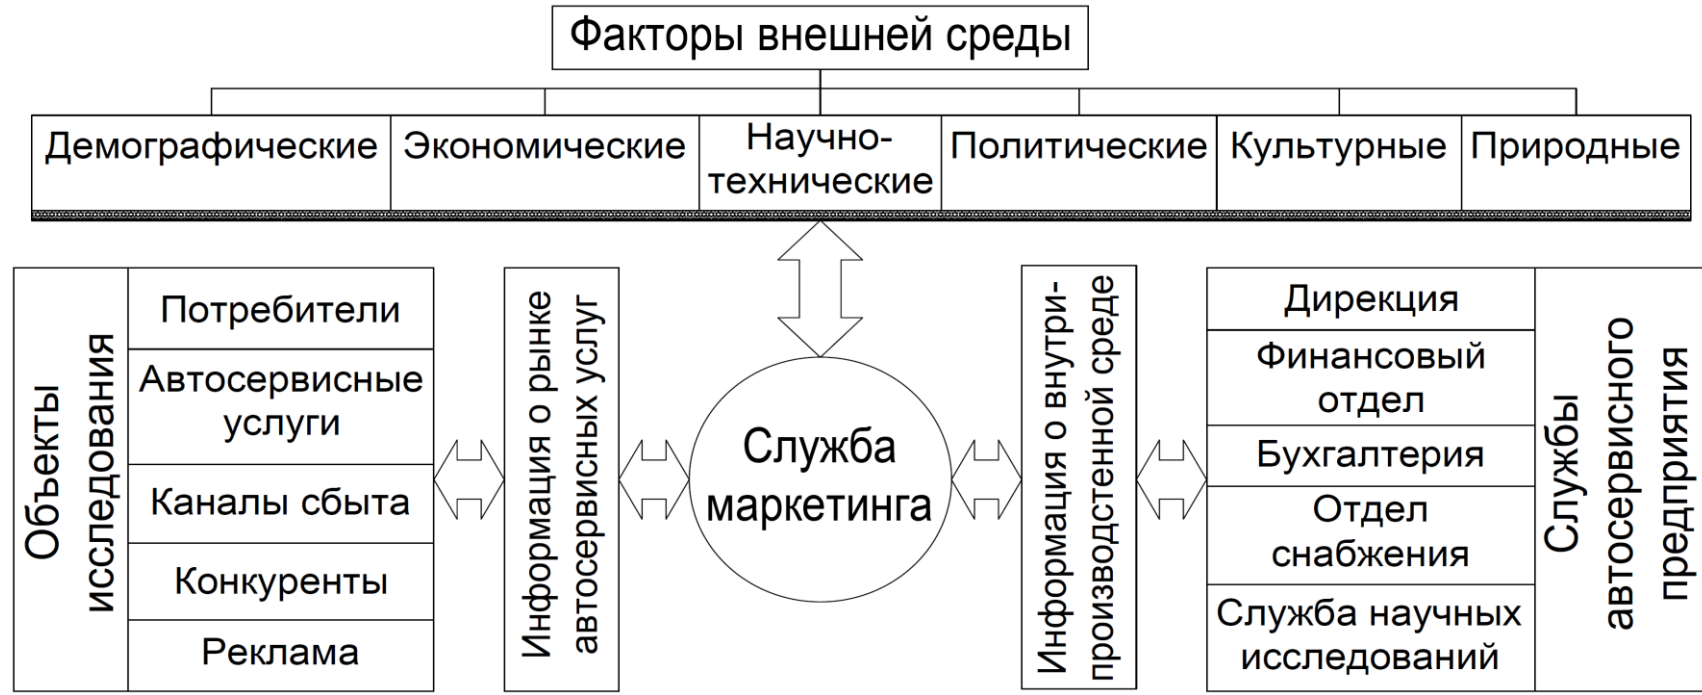 Факторы внешней среды
Демографические
Экономические
Научно-
технические
Политические
Культурные
Природные
Объекты
исследования
Потребители
Автосервисные
услуги
Каналы сбыта
Конкуренты
Реклама
Информация о рынке
автосервисных услуг
Служба
маркетинга
Информация о внутри-
производстенной среде
Дирекция
Финансовый
отдел
Бухгалтерия
Отдел
снабжения
Служба научных
исследований
Службы
автосервисного
предприятия